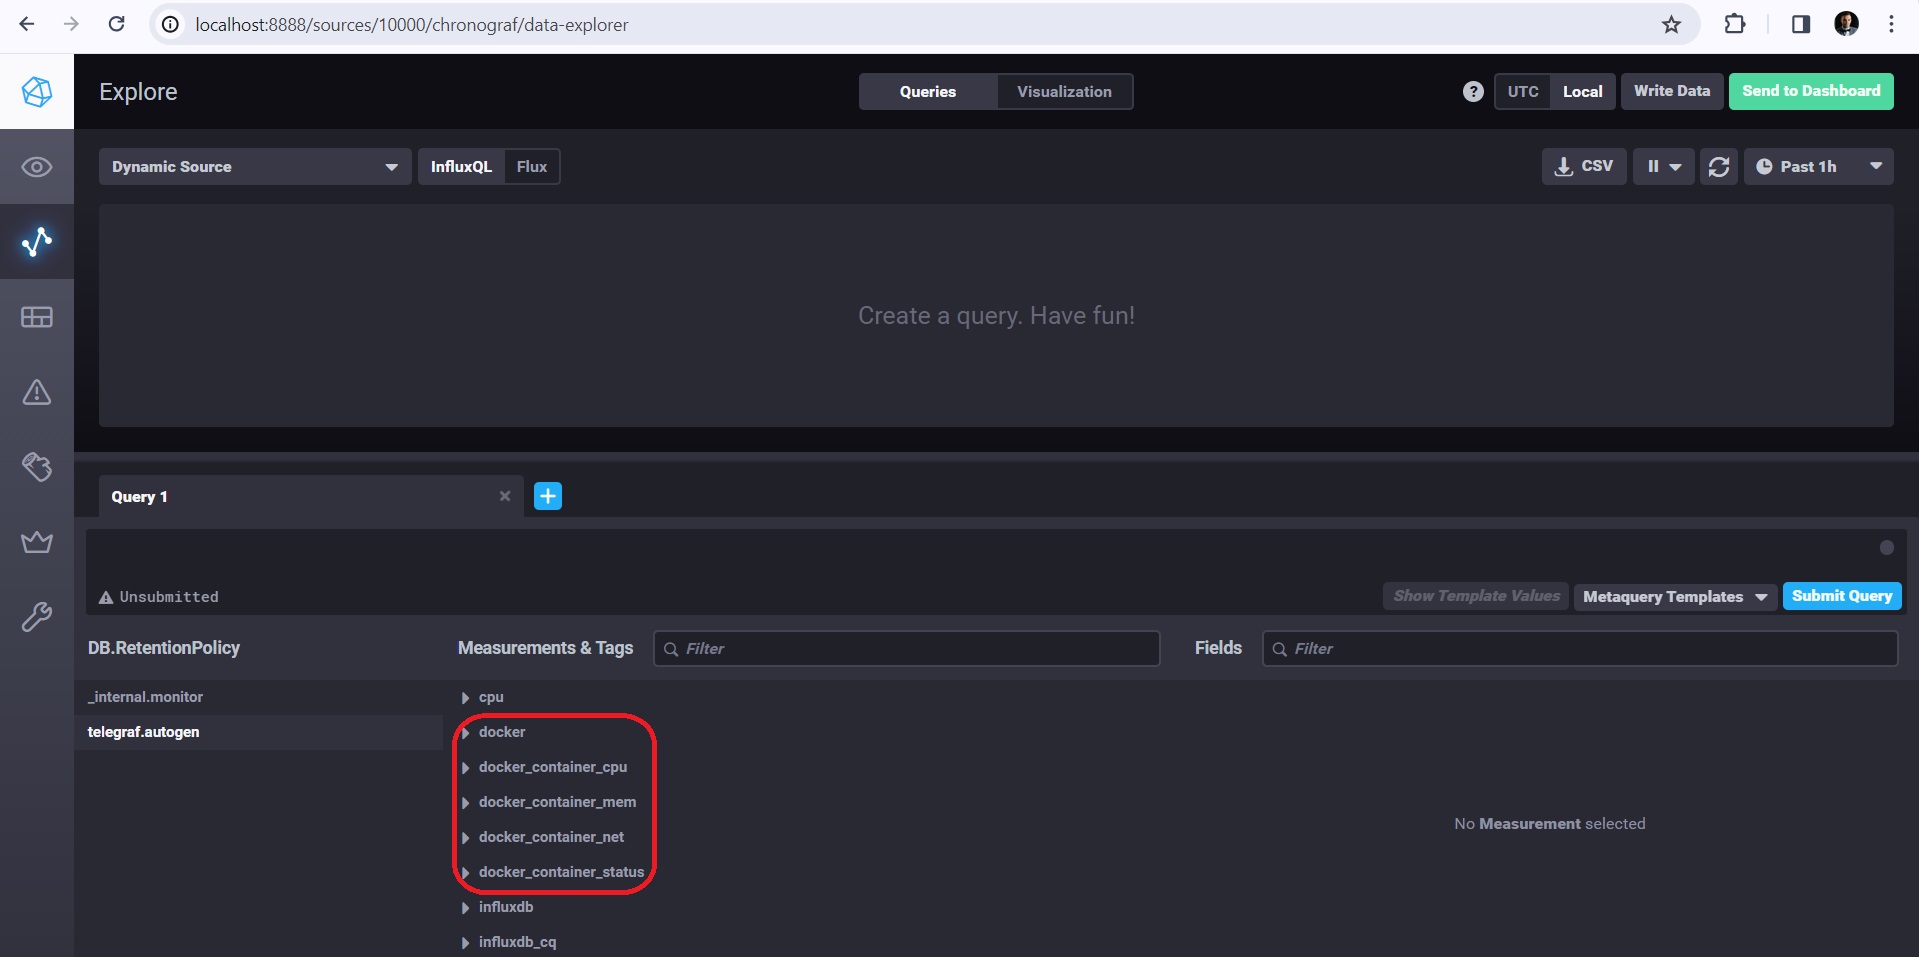 localhost:8888/sources/10000/chronograf/data-explorer
Explore
Queries
Visualization
?
UTC
Local
Write Data
Send to Dashboard
Dynamic Source
InfluxQL
Flux
CSV
Past 1h
Create a query. Have fun!
Query 1
Unsubmitted
Show Template Values
Metaquery Templates
Submit Query
DB.RetentionPolicy
Measurements & Tags
Filter
Fields
Filter
_internal.monitor
telegraf.autogen
cpu
docker
docker_container_cpu
docker_container_mem
docker_container_net
docker_container_status
influxdb
influxdb_cq
No Measurement selected